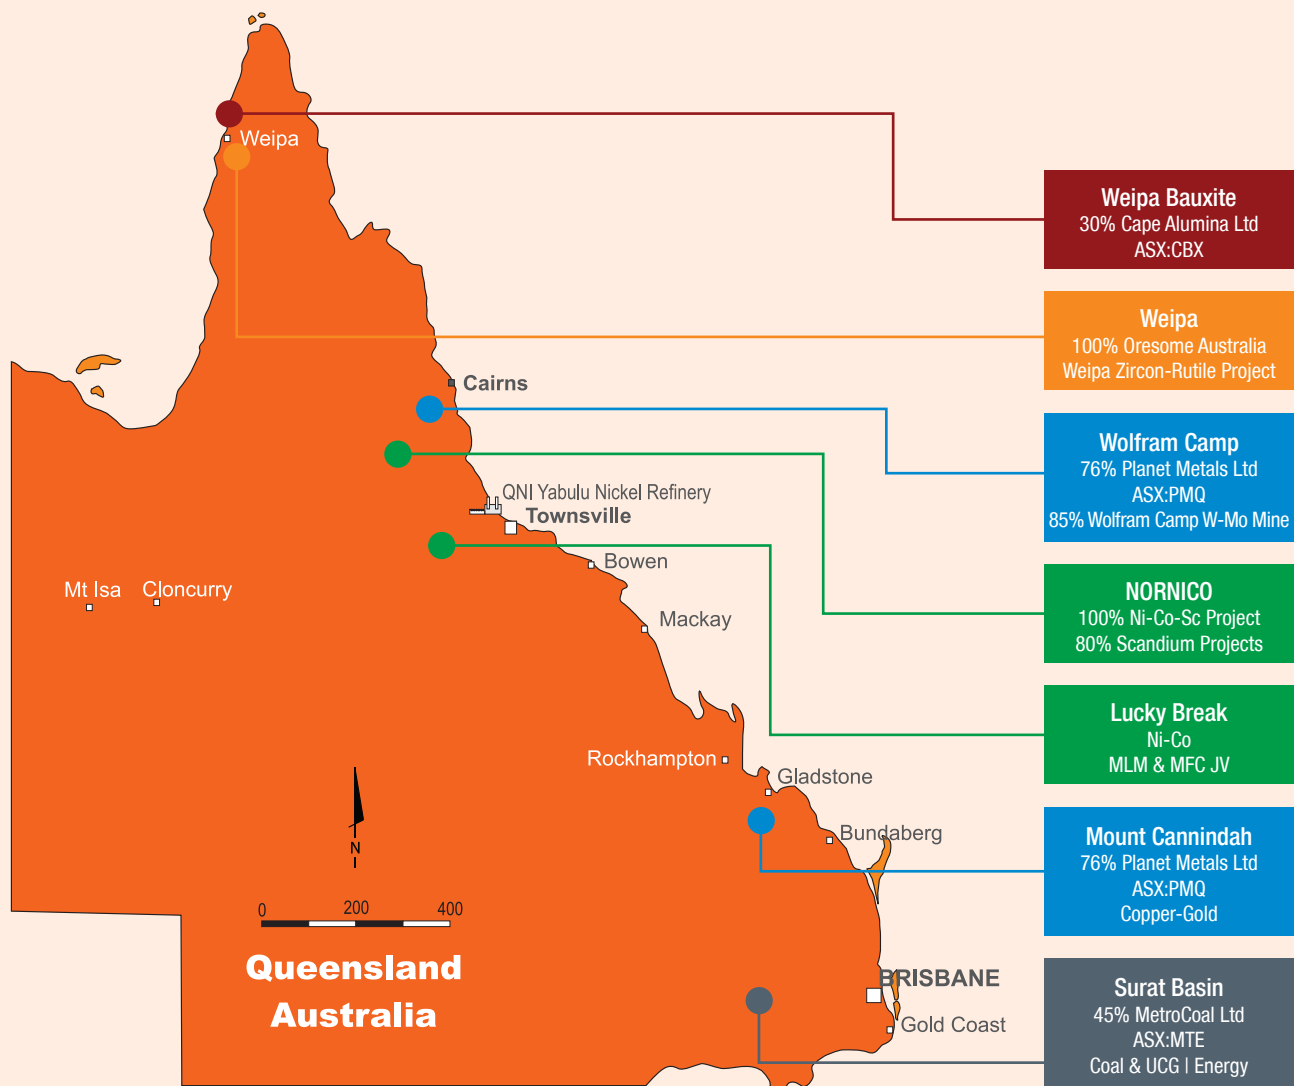 Weipa
Weipa Bauxite
30% Cape Alumina Ltd
ASX:CBX
Weipa
100% Oresome Australia
Weipa Zircon-Rutile Project
Cairns
Wolfram Camp
76% Planet Metals Ltd
ASX:PMQ
85% Wolfram Camp W-Mo Mine
QNI Yabulu Nickel Refinery
Townsville
Bowen
Mt Isa
Cloncurry
NORNICO
100% Ni-Co-Sc Project
80% Scandium Projects
Mackay
Lucky Break
Ni-Co
MLM & MFC JV
Rockhampton
Gladstone
Bundaberg
Mount Cannindah
76% Planet Metals Ltd
ASX:PMQ
Copper-Gold
N
0 200 400
Queensland
Australia
BRISBANE
Gold Coast
Surat Basin
45% MetroCoal Ltd
ASX:MTE
Coal & UCG | Energy